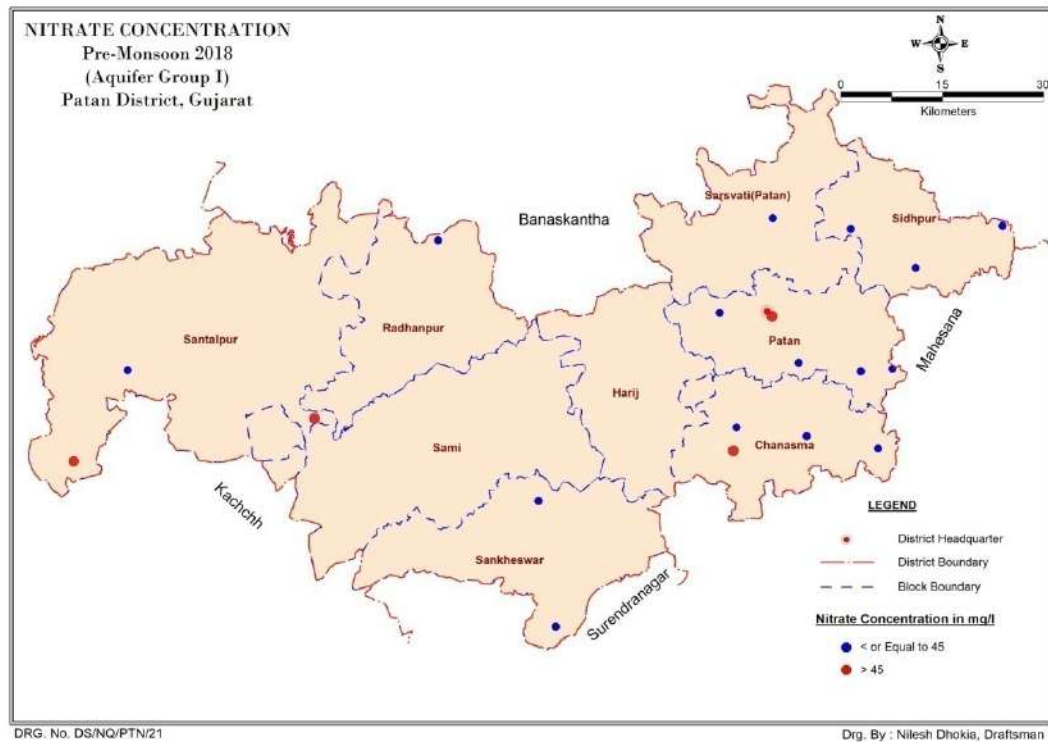 NITRATE CONCENTRATION
Pre-Monsoon 2018
(Aquifer Group I)
Patan District, Gujarat
N
W E
S
0 15 30
Kilometers
Sarsvati(Patan)
Sidhpur
Banaskantha
Santalpur
Radhanpur
Patan
Mahesana
Harij
Sami
Chanasma
Kachchh
Sankheswar
Surendranagar
LEGEND
District Headquarter
District Boundary
Block Boundary
Nitrate Concentration in mg/l
< or Equal to 45
> 45
DRG. No. DS/NQ/PTN/21
Drg. By : Nilesh Dhokia, Draftsman